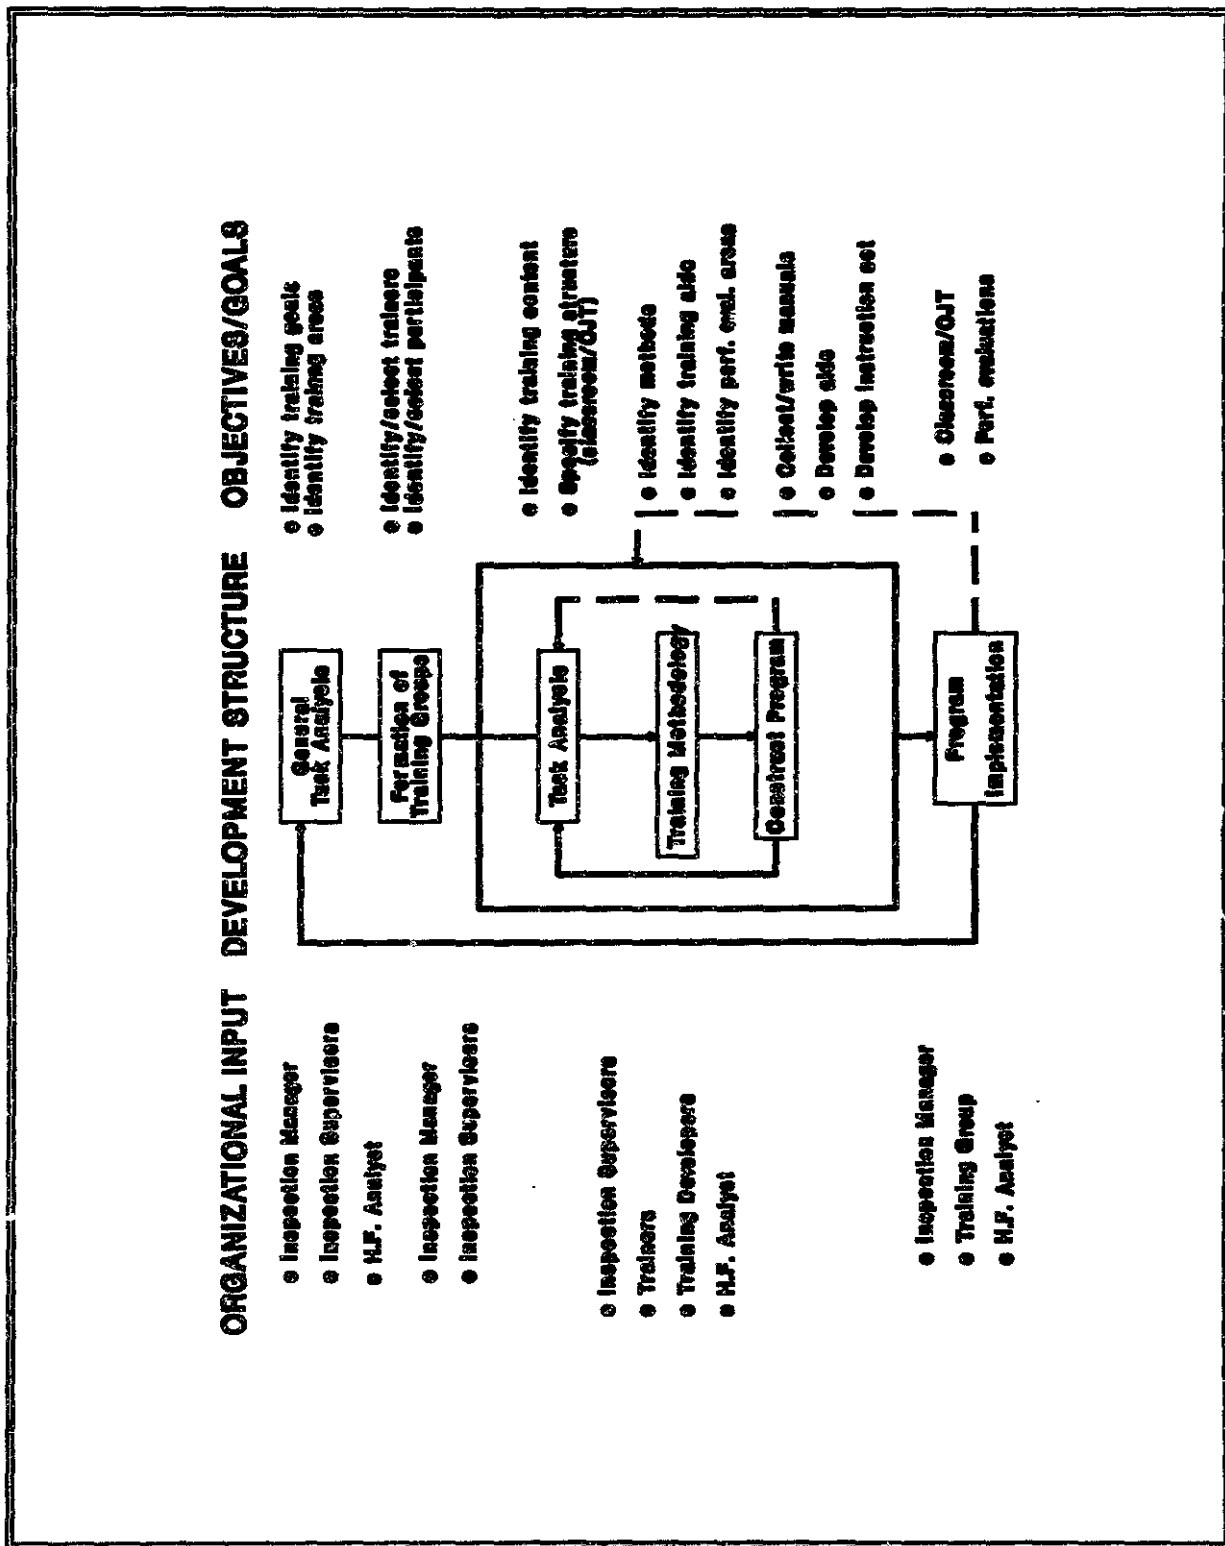 ORGANIZATIONAL INPUT
● Inspection Manager
● Inspection Supervisors
● H.F. Analyst
● Inspection Manager
● Inspection Supervisors
● Inspection Supervisors
● Trainers
● Training Developers
● H.F. Analyst
● Inspection Manager
● Training Group
● H.F. Analyst
DEVELOPMENT STRUCTURE
General
Task Analysis
Formation of
Training Groups
Task Analysis
Training Methodology
Construct Program
Program
Implementation
OBJECTIVES/GOALS
● Identify training goals
● Identify training areas
● Identify/select trainers
● Identify/select participants
● Identify training content
● Specify training structure
(classroom/OJT)
● Identify methods
● Identify training aids
● Identify perf. eval. areas
● Collect/write manuals
● Develop aids
● Develop instruction set
● Classroom/OJT
● Perf. evaluations